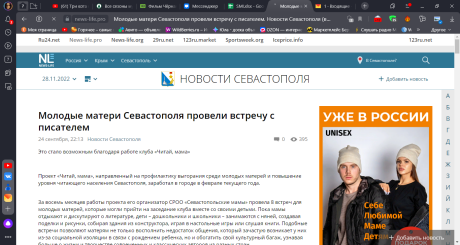 Молодые матери Севастополя провели встречу с писателем. Новости Севастополя
news-life.pro
Ru24.net News-life.pro News-life.org 29ru.net 123ru.market Sportsweek.org Iceprice.info 123ru.net
NL
Россия Крым Севастополь В Севастополе?
28.11.2022 НОВОСТИ СЕВАСТОПОЛЯ + Добавить новость
Молодые матери Севастополя провели встречу с писателем
24 сентября, 22:13 Новости Севастополя 0 395
Это стало возможным благодаря работе клуба «Читай, мама»
Проект «Читай, мама», направленный на профилактику выгорания среди молодых матерей и повышение
уровня читающего населения Севастополя, заработал в городе в феврале текущего года.
За восемь месяцев работы проекта его организатор СРОО «Севастопольские мамы» провела 8 встреч для
молодых матерей, которые могли прийти на заседание клуба вместе со своими детьми. Пока мамы
отдыхают и дискутируют о литературе, дети – дошкольники и школьники – занимаются с няней, создавая
поделки и рисунки, собирая здания из конструктора, играя в настольные игры или слушая книги. Подобные
встречи позволяют матерям не только восполнить недостаток общения, который зачастую возникает у них
из-за социальной изоляции в связи с рождением ребенка, но и обогатить свой культурный багаж, узнавая
УЖЕ В РОССИИ
UNISEX
Себе
Любимой
Маме
Дет
+ Добавить новость
А
Б
В
Г
Д
Е
Ж
З
И
К
Л
М
Н